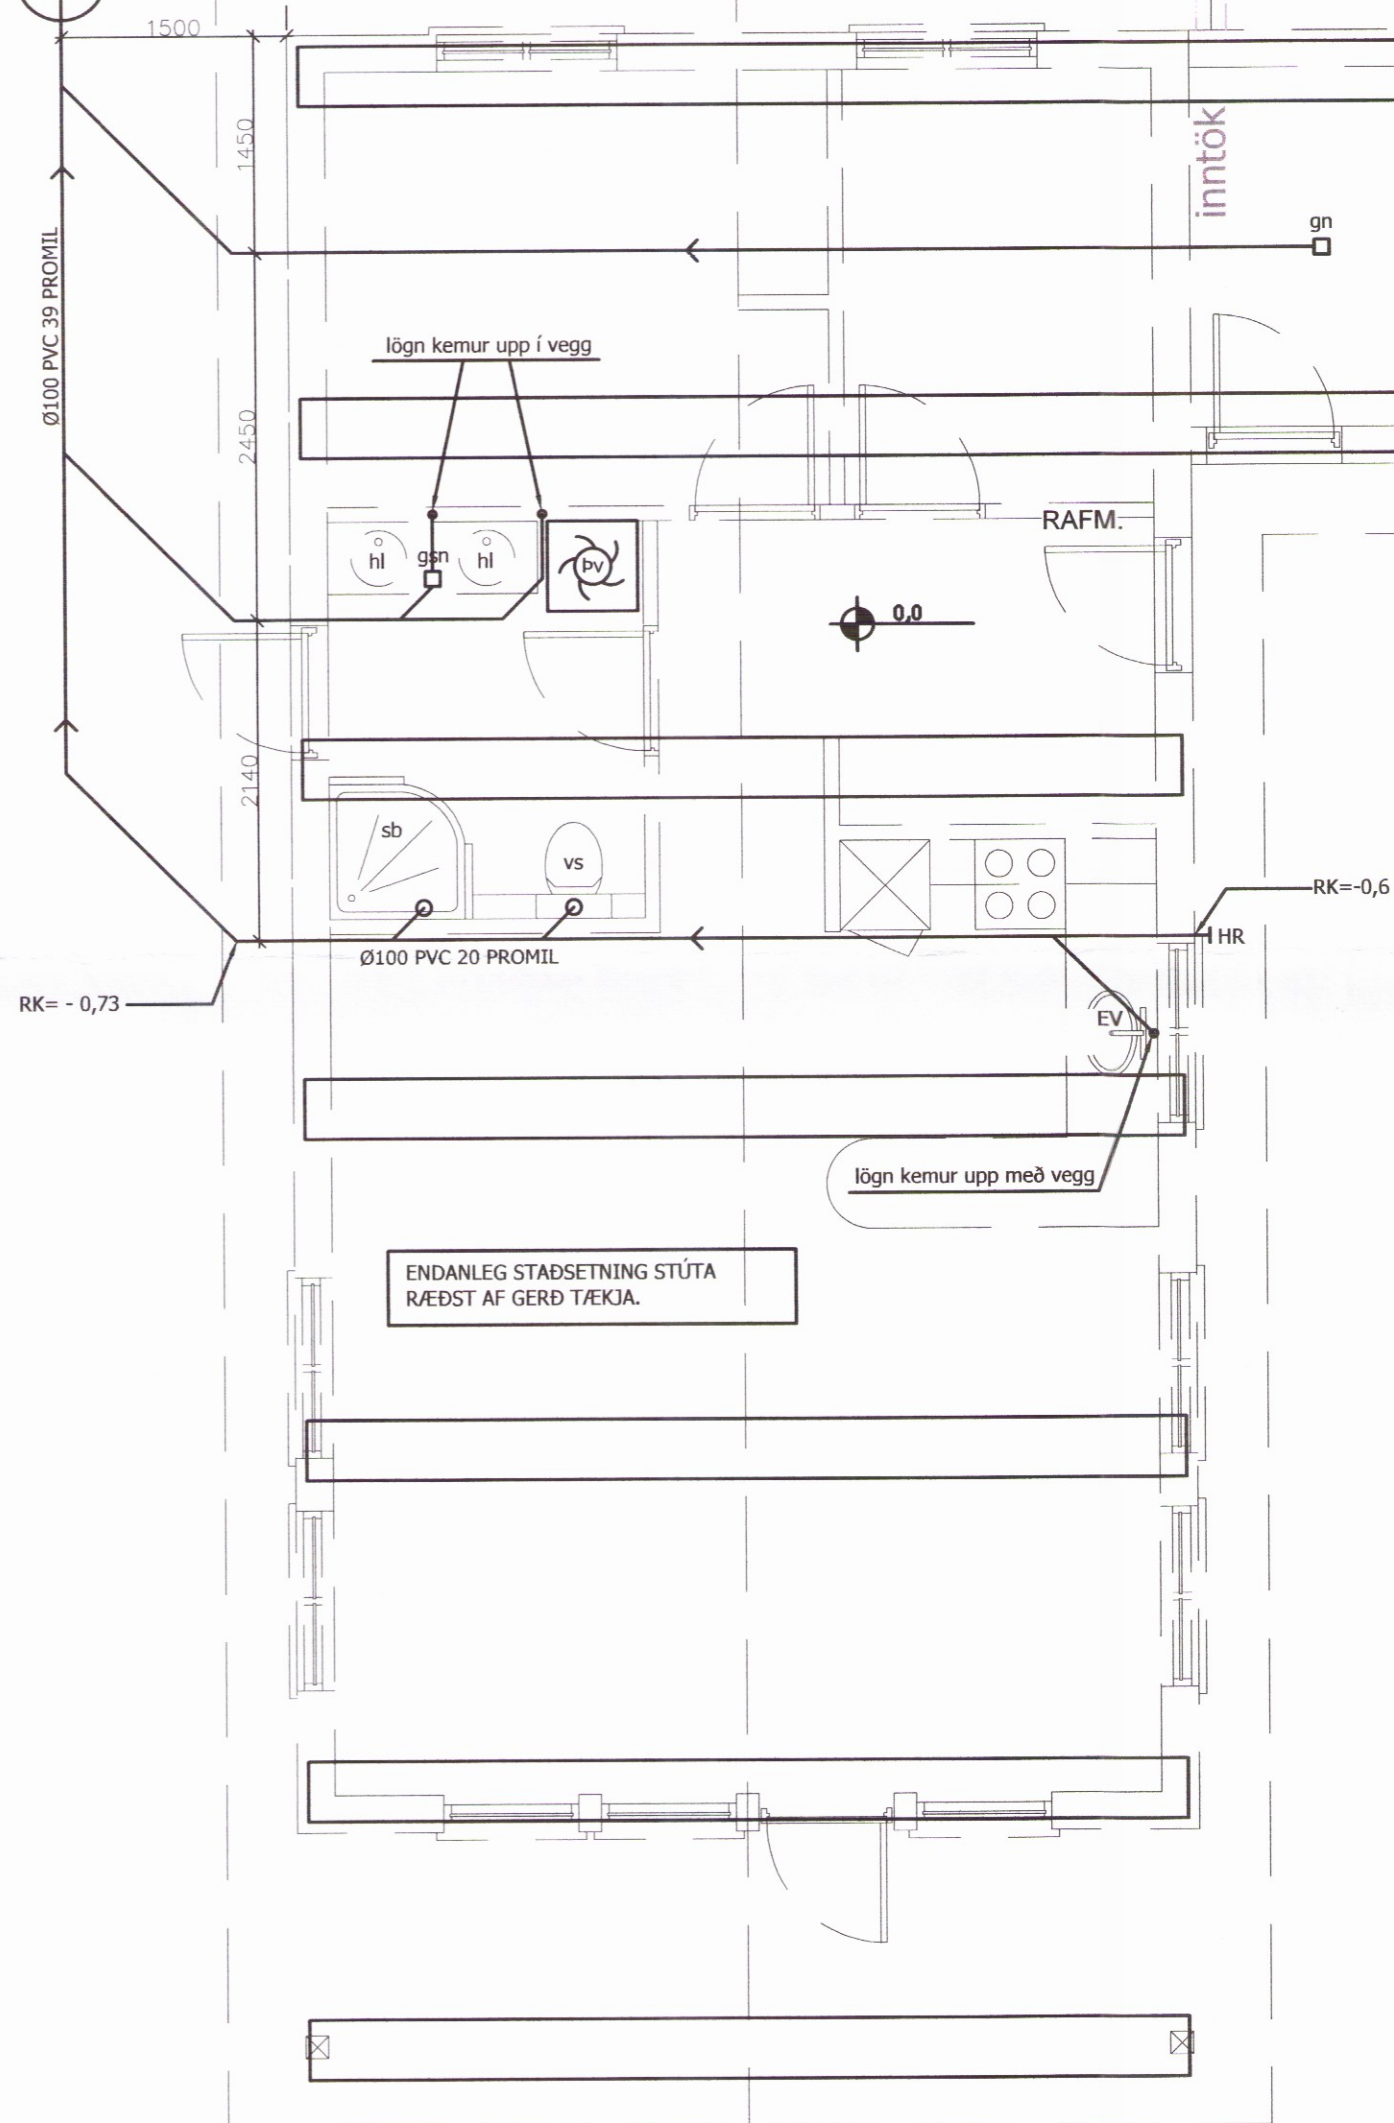 1500
1450
inntök
gn
Ø100 PVC 39 PROMIL
lögn kemur upp í vegg
2450
RAFM.
hl
gsn
hl
þv
0,0
2140
sb
vs
RK=-0,6
HR
Ø100 PVC 20 PROMIL
RK= - 0,73
EV
lögn kemur upp með vegg
ENDANLEG STAÐSETNING STÚTA
RÆÐST AF GERÐ TÆKJA.